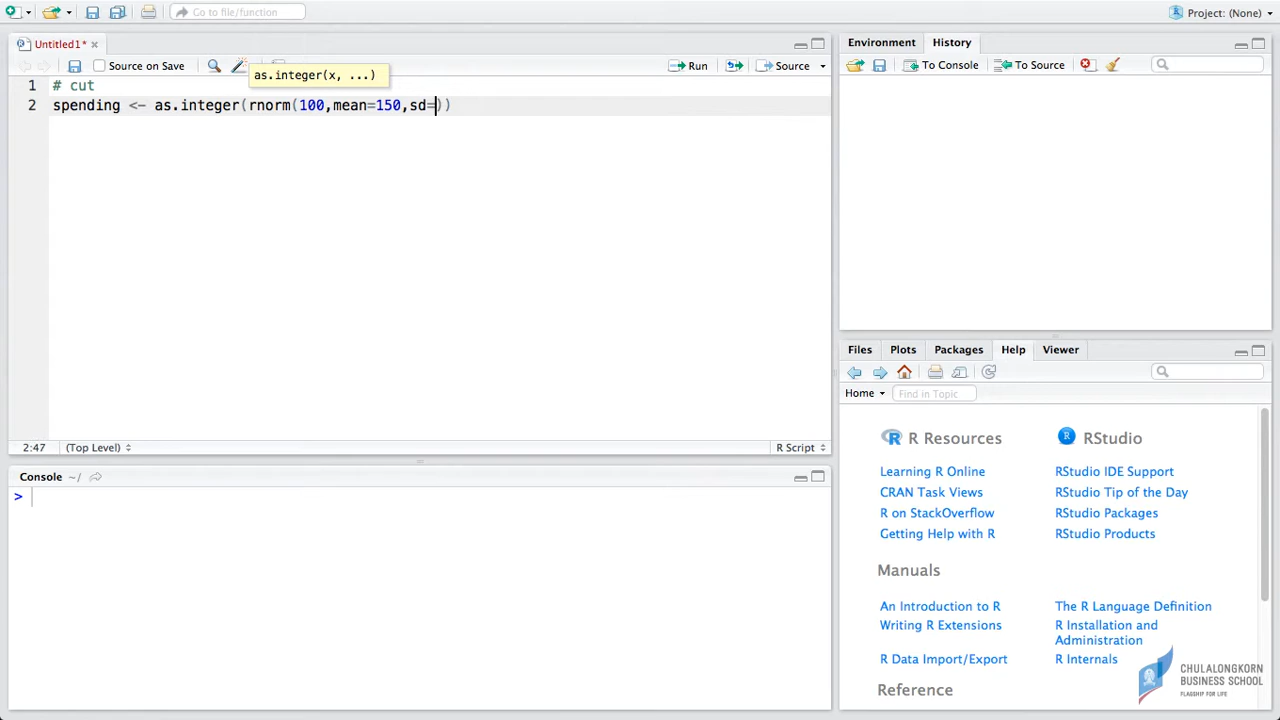 Go to file/function
Project: (None)
Untitled1*
Source on Save
as.integer(x, ...)
Run
Source
1 # cut
2 spending <- as.integer(rnorm(100,mean=150,sd=))
2:47
(Top Level)
R Script
Console ~/
>
Environment
History
To Console
To Source
Files
Plots
Packages
Help
Viewer
Home
Find in Topic
R Resources
RStudio
Learning R Online
RStudio IDE Support
CRAN Task Views
RStudio Tip of the Day
R on StackOverflow
RStudio Packages
Getting Help with R
RStudio Products
Manuals
An Introduction to R
The R Language Definition
Writing R Extensions
R Installation and
Administration
R Data Import/Export
R Internals
Reference
CHULALONGKORN
BUSINESS SCHOOL
FLAGSHIP FOR LIFE